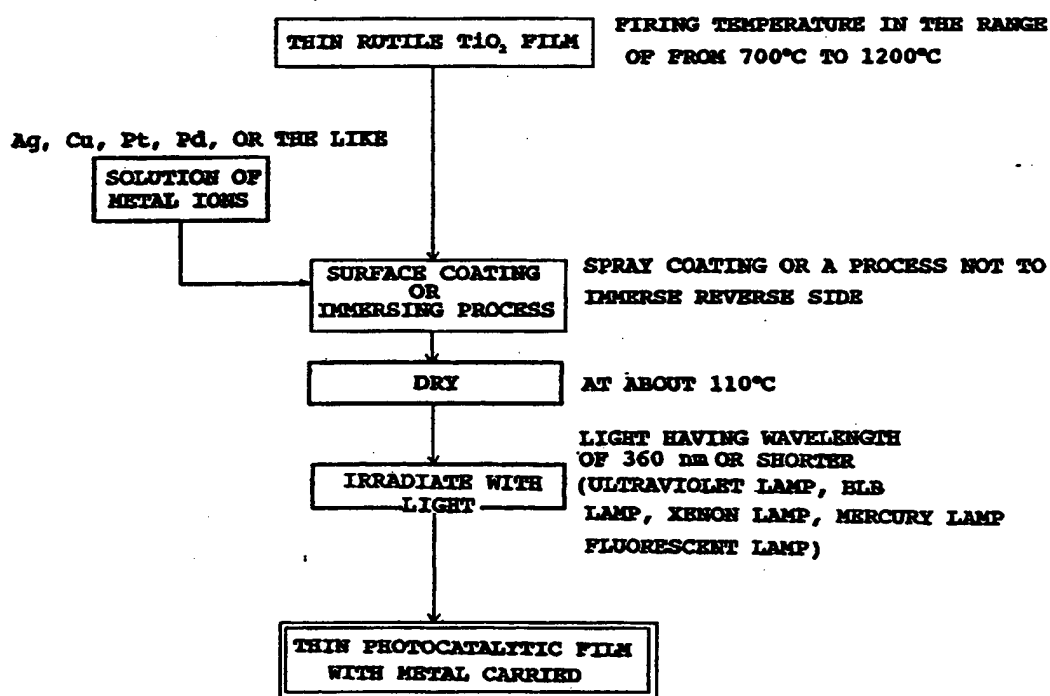 THIN RUTILE TiO₂ FILM
FIRING TEMPERATURE IN THE RANGE
OF FROM 700°C TO 1200°C
Ag, Cu, Pt, Pd, OR THE LIKE
SOLUTION OF
METAL IONS
SURFACE COATING
OR
IMMERSING PROCESS
SPRAY COATING OR A PROCESS NOT TO
IMMERSE REVERSE SIDE
DRY
AT ABOUT 110°C
IRRADIATE WITH
LIGHT
LIGHT HAVING WAVELENGTH
OF 360 nm OR SHORTER
(ULTRAVIOLET LAMP, BLB
LAMP, XENON LAMP, MERCURY LAMP
FLUORESCENT LAMP)
THIN PHOTOCATALYTIC FILM
WITH METAL CARRIED